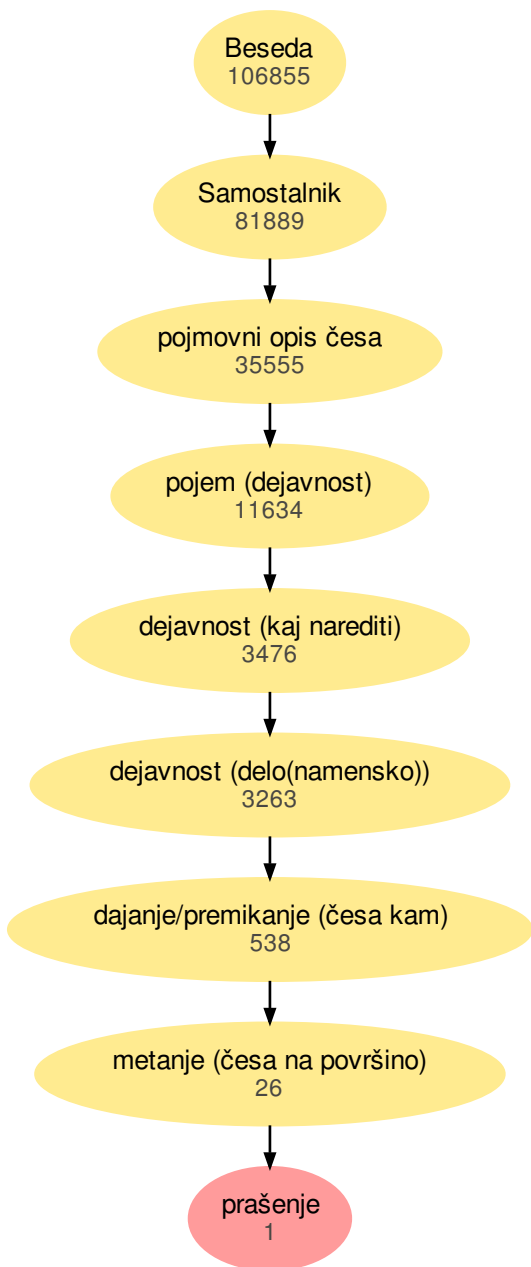 Beseda
106855
Samostalnik
81889
pojmovni opis česa
35555
pojem (dejavnost)
11634
dejavnost (kaj narediti)
3476
dejavnost (delo(namensko))
3263
dajanje/premikanje (česa kam)
538
metanje (česa na površino)
26
prašenje
1